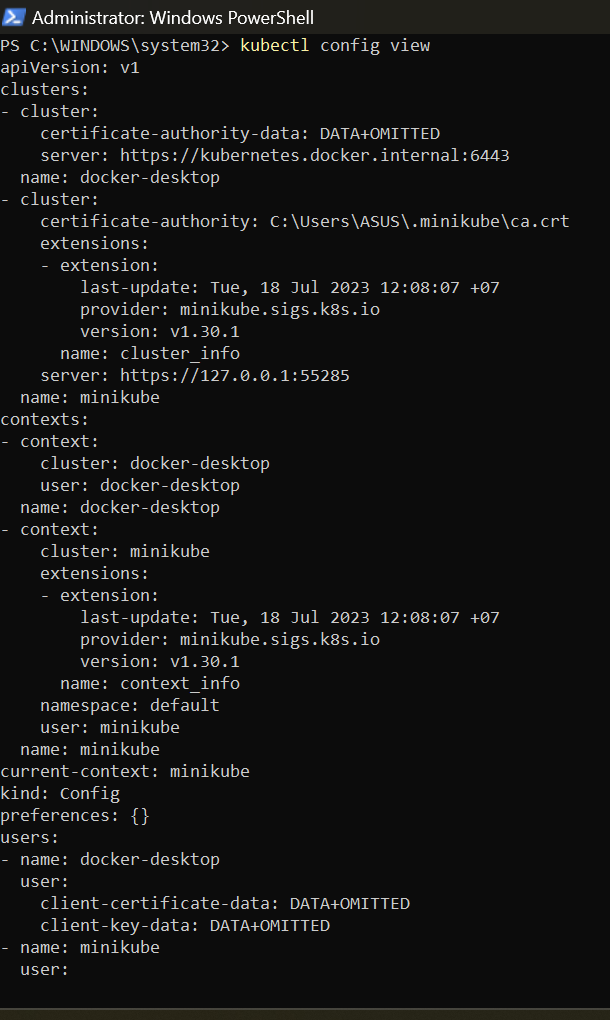 Administrator: Windows PowerShell
PS C:\WINDOWS\system32> kubectl config view
apiVersion: v1
clusters:
- cluster:
    certificate-authority-data: DATA+OMITTED
    server: https://kubernetes.docker.internal:6443
  name: docker-desktop
- cluster:
    certificate-authority: C:\Users\ASUS\.minikube\ca.crt
    extensions:
    - extension:
        last-update: Tue, 18 Jul 2023 12:08:07 +07
        provider: minikube.sigs.k8s.io
        version: v1.30.1
      name: cluster_info
    server: https://127.0.0.1:55285
  name: minikube
contexts:
- context:
    cluster: docker-desktop
    user: docker-desktop
  name: docker-desktop
- context:
    cluster: minikube
    extensions:
    - extension:
        last-update: Tue, 18 Jul 2023 12:08:07 +07
        provider: minikube.sigs.k8s.io
        version: v1.30.1
      name: context_info
    namespace: default
    user: minikube
  name: minikube
current-context: minikube
kind: Config
preferences: {}
users:
- name: docker-desktop
  user:
    client-certificate-data: DATA+OMITTED
    client-key-data: DATA+OMITTED
- name: minikube
  user: